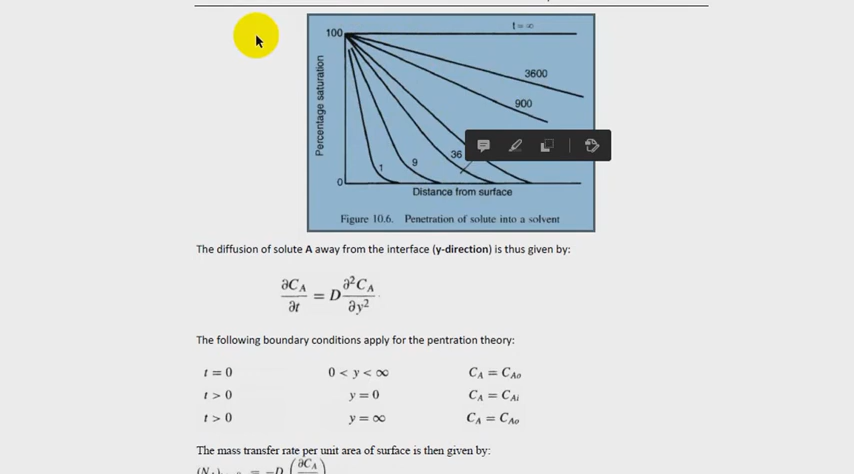 t = ∞
100
3600
900
Percentage saturation
36
9
1
0
Distance from surface
Figure 10.6. Penetration of solute into a solvent
The diffusion of solute A away from the interface (y-direction) is thus given by:
∂C_A/∂t = D ∂²C_A/∂y²
The following boundary conditions apply for the pentration theory:
t = 0 0 < y < ∞ C_A = C_Ao
t > 0 y = 0 C_A = C_Ai
t > 0 y = ∞ C_A = C_Ao
The mass transfer rate per unit area of surface is then given by:
= −D (∂C_A